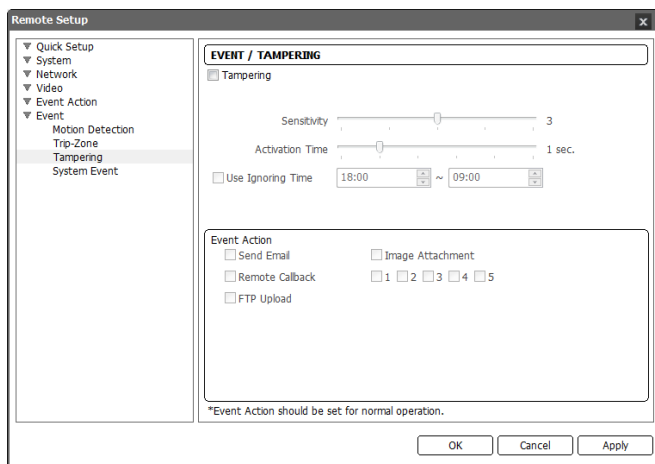 Remote Setup
x
Quick Setup
System
Network
Video
Event Action
Event
Motion Detection
Trip-Zone
Tampering
System Event
EVENT / TAMPERING
Tampering
Sensitivity 3
Activation Time 1 sec.
Use Ignoring Time 18:00 ~ 09:00
Event Action
Send Email Image Attachment
Remote Callback 1 2 3 4 5
FTP Upload
*Event Action should be set for normal operation.
OK Cancel Apply